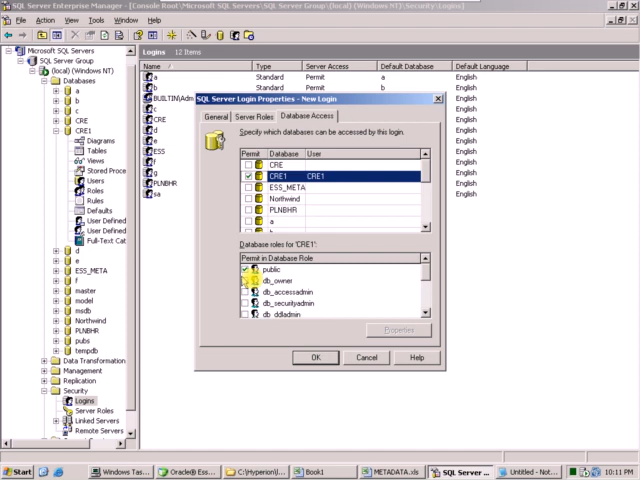 SQL Server Enterprise Manager - [Console Root\Microsoft SQL Servers\SQL Server Group\(local) (Windows NT)\Security\Logins]
File Action View Tools Window Help
Microsoft SQL Servers
SQL Server Group
(local) (Windows NT)
Databases
a
b
c
CRE
CRE1
Diagrams
Tables
Views
Stored Proce
Users
Roles
Rules
Defaults
User Defined
User Defined
Full-Text Cat
d
e
ESS_META
f
master
model
msdb
Northwind
PLNBHR
pubs
tempdb
Data Transformation
Management
Replication
Security
Logins
Server Roles
Linked Servers
Remote Servers
Logins 12 Items
Name Type Server Access Default Database Default Language
a Standard Permit a English
b Standard Permit b English
BUILTIN\Adm English
c English
CRE English
d English
e English
ESS English
f English
g English
PLNBHR English
sa English
SQL Server Login Properties - New Login
General Server Roles Database Access
Specify which databases can be accessed by this login.
Permit Database User
CRE
CRE1 CRE1
ESS_META
Northwind
PLNBHR
a
Database roles for 'CRE1':
Permit in Database Role
public
db_owner
db_accessadmin
db_securityadmin
db_ddladmin
Properties
OK Cancel Help
Start Windows Tas... Oracle® Ess... C:\Hyperion\I... Book1 METADATA.xls SQL Server ... Untitled - Not... 10:11 PM